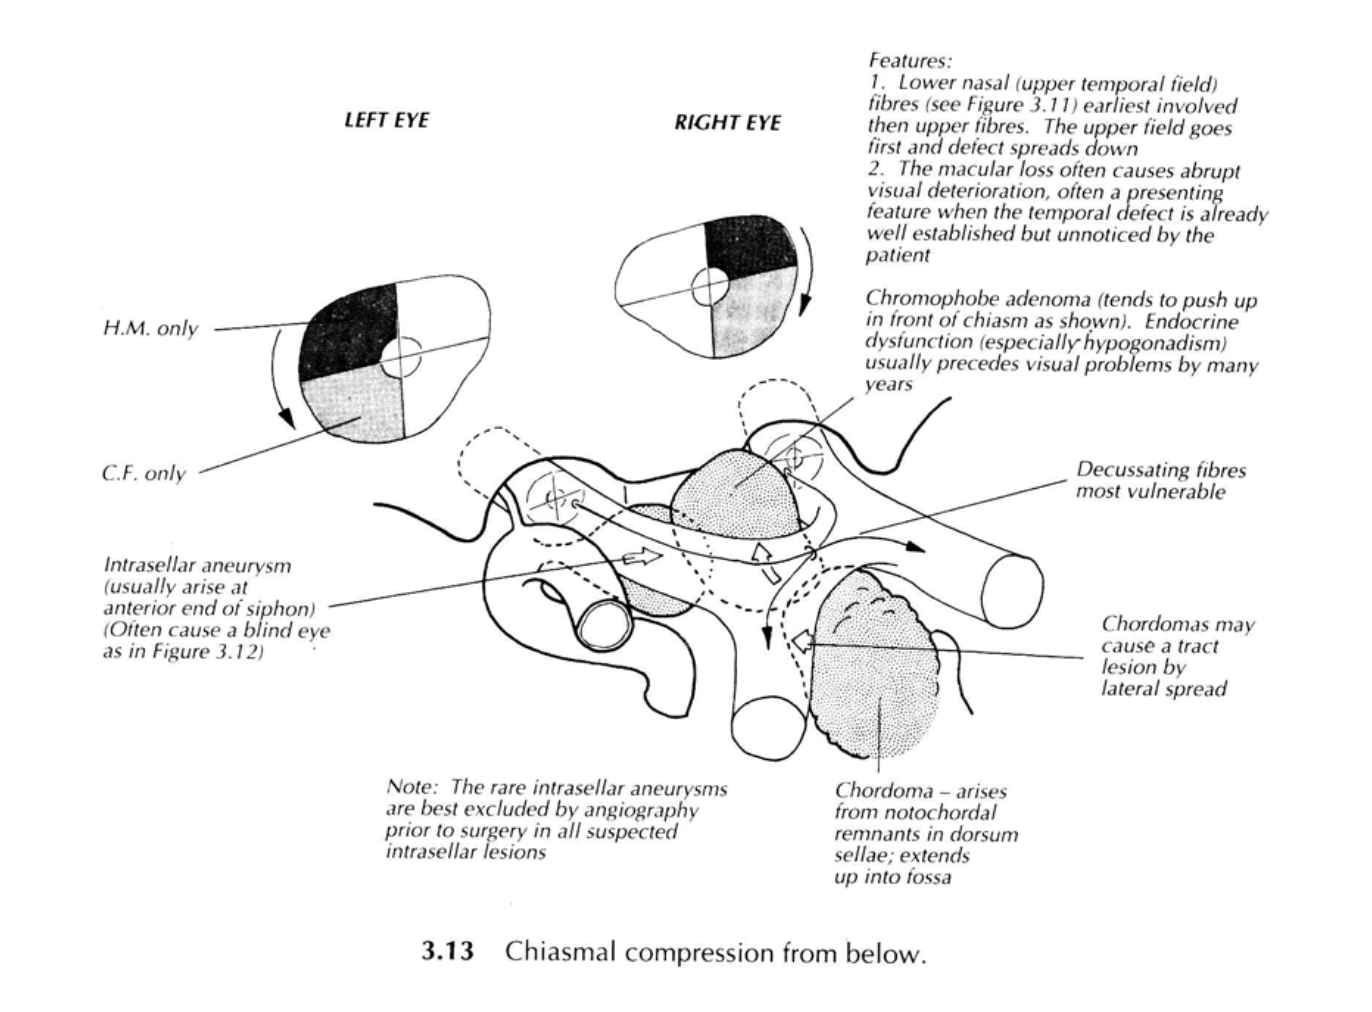 LEFT EYE
RIGHT EYE
Features:
1. Lower nasal (upper temporal field)
fibres (see Figure 3.11) earliest involved
then upper fibres. The upper field goes
first and defect spreads down
2. The macular loss often causes abrupt
visual deterioration, often a presenting
feature when the temporal defect is already
well established but unnoticed by the
patient
Chromophobe adenoma (tends to push up
in front of chiasm as shown). Endocrine
dysfunction (especially hypogonadism)
usually precedes visual problems by many
years
H.M. only
C.F. only
Decussating fibres
most vulnerable
Intrasellar aneurysm
(usually arise at
anterior end of siphon)
(Often cause a blind eye
as in Figure 3.12)
Chordomas may
cause a tract
lesion by
lateral spread
Note: The rare intrasellar aneurysms
are best excluded by angiography
prior to surgery in all suspected
intrasellar lesions
Chordoma – arises
from notochordal
remnants in dorsum
sellae; extends
up into fossa
3.13 Chiasmal compression from below.